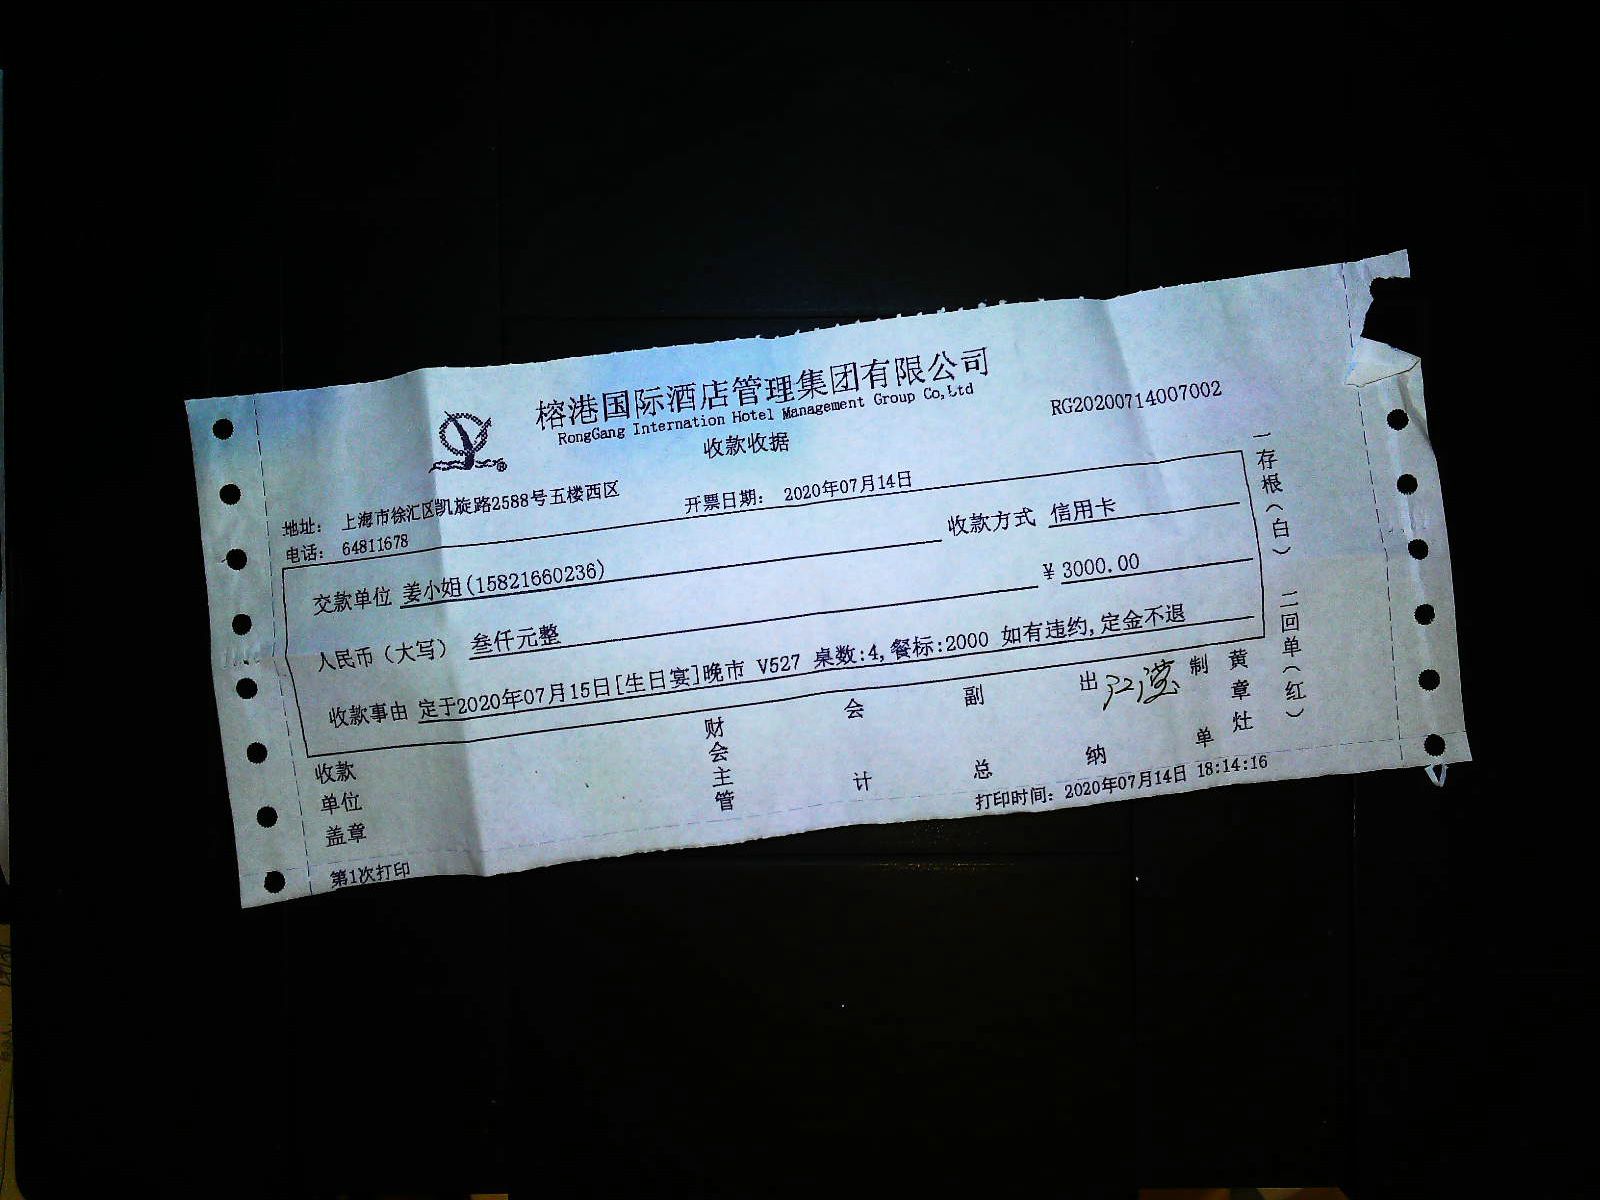 榕港国际酒店管理集团有限公司
RongGang Internation Hotel Management Group Co,Ltd
收款收据
RG20200714007002
地址: 上海市徐汇区凯旋路2588号五楼西区
电话: 64811678
开票日期: 2020年07月14日
交款单位 姜小姐(15821660236)
收款方式 信用卡
人民币(大写) 叁仟元整
¥ 3000.00
收款事由 定于2020年07月15日[生日宴]晚市 V527 桌数:4,餐标:2000 如有违约,定金不退
收款单位盖章
财会主管
会计
副总
出纳
制单
黄章灶
一存根(白) 二回单(红)
第1次打印
打印时间: 2020年07月14日 18:14:16